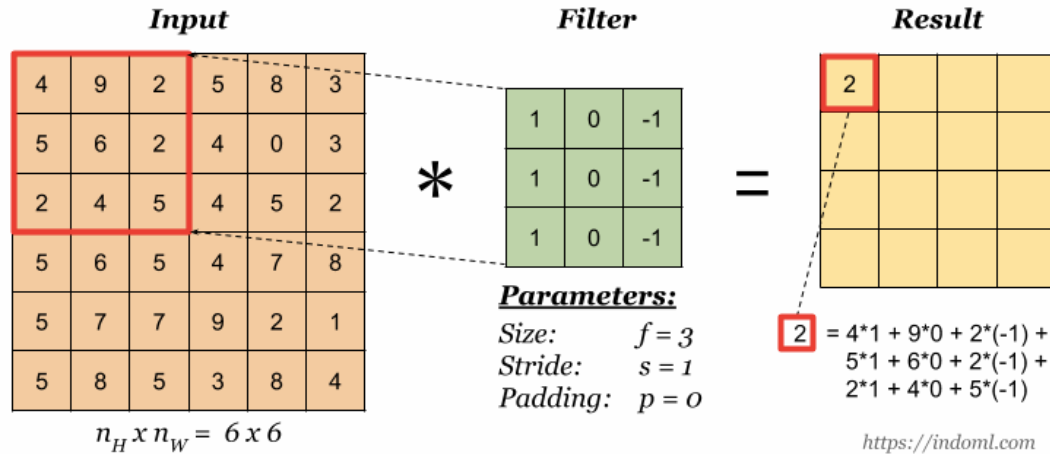 Input
Filter
Result
4 9 2 5 8 3
5 6 2 4 0 3
2 4 5 4 5 2
5 6 5 4 7 8
5 7 7 9 2 1
5 8 5 3 8 4
n_H x n_W = 6 x 6
*
1 0 -1
1 0 -1
1 0 -1
Parameters:
Size: f = 3
Stride: s = 1
Padding: p = 0
=
2
2 = 4*1 + 9*0 + 2*(-1) +
5*1 + 6*0 + 2*(-1) +
2*1 + 4*0 + 5*(-1)
https://indoml.com